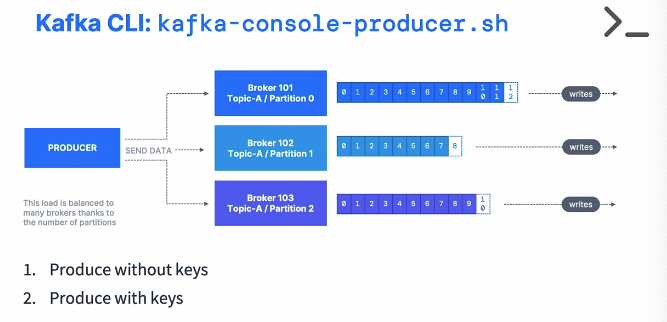 Kafka CLI: kafka-console-producer.sh
>_
PRODUCER
SEND DATA
Broker 101
Topic-A / Partition 0
0 1 2 3 4 5 6 7 8 9 10 11 12
writes
Broker 102
Topic-A / Partition 1
0 1 2 3 4 5 6 7 8
writes
Broker 103
Topic-A / Partition 2
0 1 2 3 4 5 6 7 8 9 10
writes
This load is balanced to
many brokers thanks to
the number of partitions
1. Produce without keys
2. Produce with keys